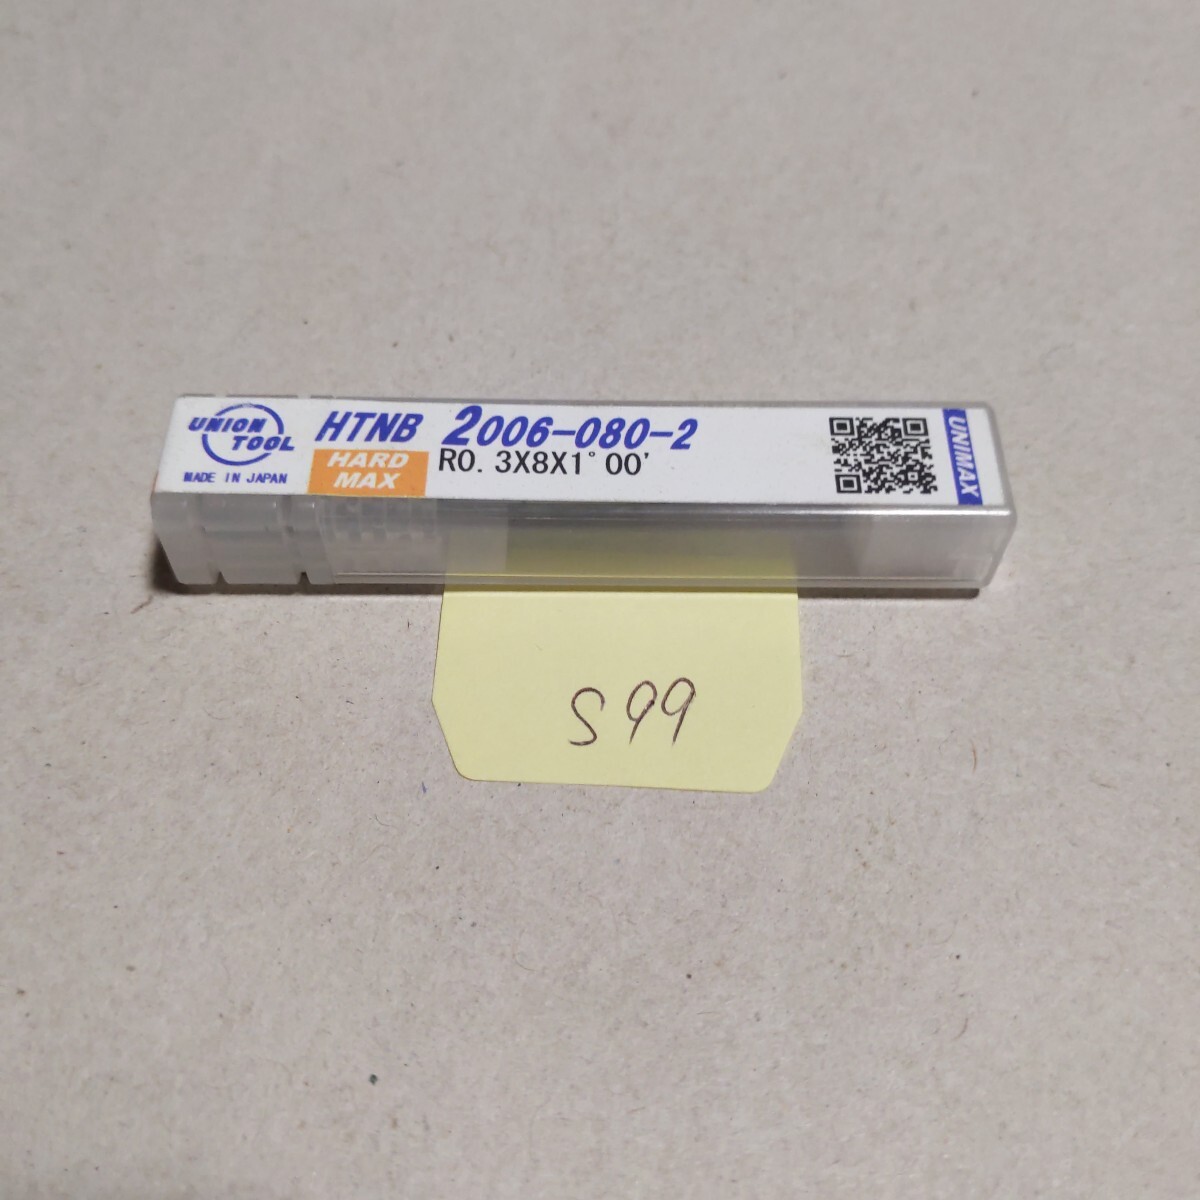 UNION TOOL
MADE IN JAPAN
HTNB 2006-080-2
HARD MAX
R0.3X8X1°00'
UNIMAX
S99